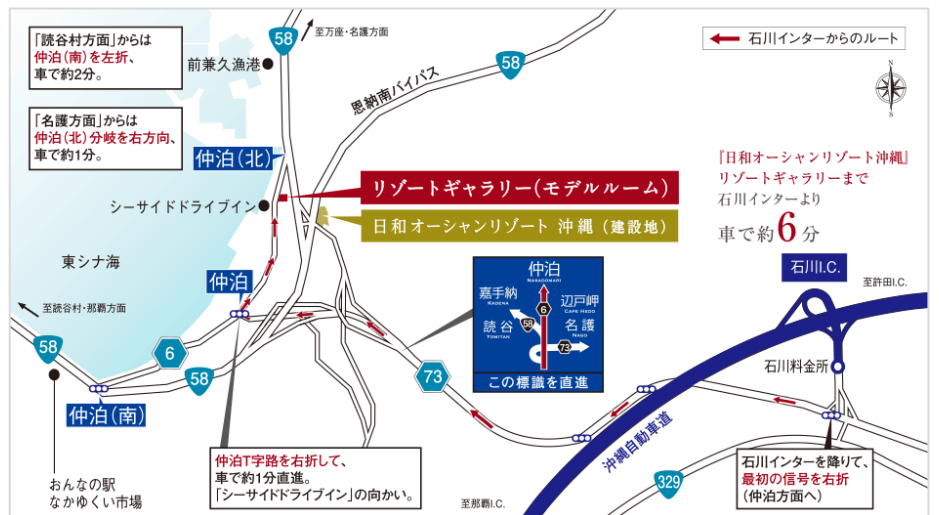 「読谷村方面」からは
仲泊(南)を左折、
車で約2分。
58
至万座・名護方面
前兼久漁港
58
恩納南バイパス
石川インターからのルート
N
S
「名護方面」からは
仲泊(北)分岐を右方向、
車で約1分。
仲泊(北)
リゾートギャラリー(モデルルーム)
シーサイドドライブイン
日和オーシャンリゾート 沖縄(建設地)
『日和オーシャンリゾート沖縄』
リゾートギャラリーまで
石川インターより
車で約6分
東シナ海
仲泊
至読谷村・那覇方面
仲泊
NAKADOMARI
嘉手納
KADENA
辺戸岬
CAPE HEDO
6
58
読谷
YOMITAN
名護
NAGO
73
この標識を直進
石川I.C.
至許田I.C.
58
6
58
73
石川料金所
仲泊(南)
沖縄自動車道
おんなの駅
なかゆくい市場
仲泊T字路を右折して、
車で約1分直進。
「シーサイドドライブイン」の向かい。
至那覇I.C.
329
石川インターを降りて、
最初の信号を右折
(仲泊方面へ)